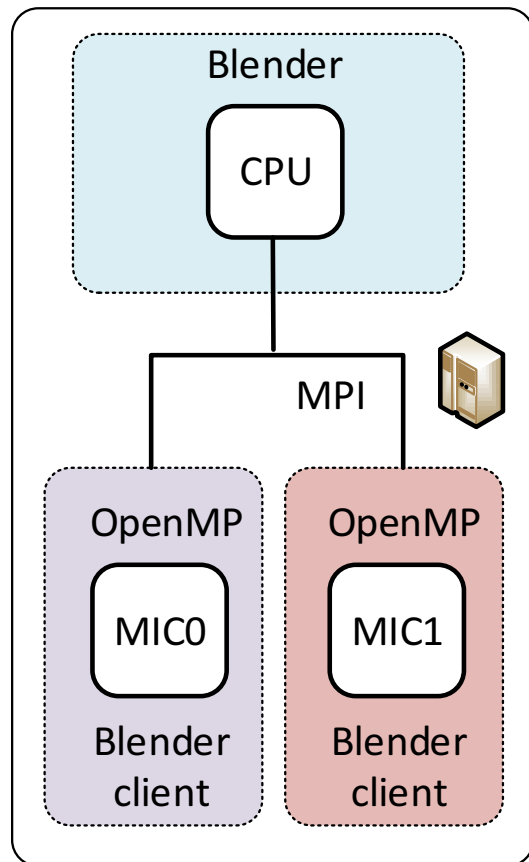 Blender
CPU
MPI
OpenMP
MIC0
Blender
client
OpenMP
MIC1
Blender
client